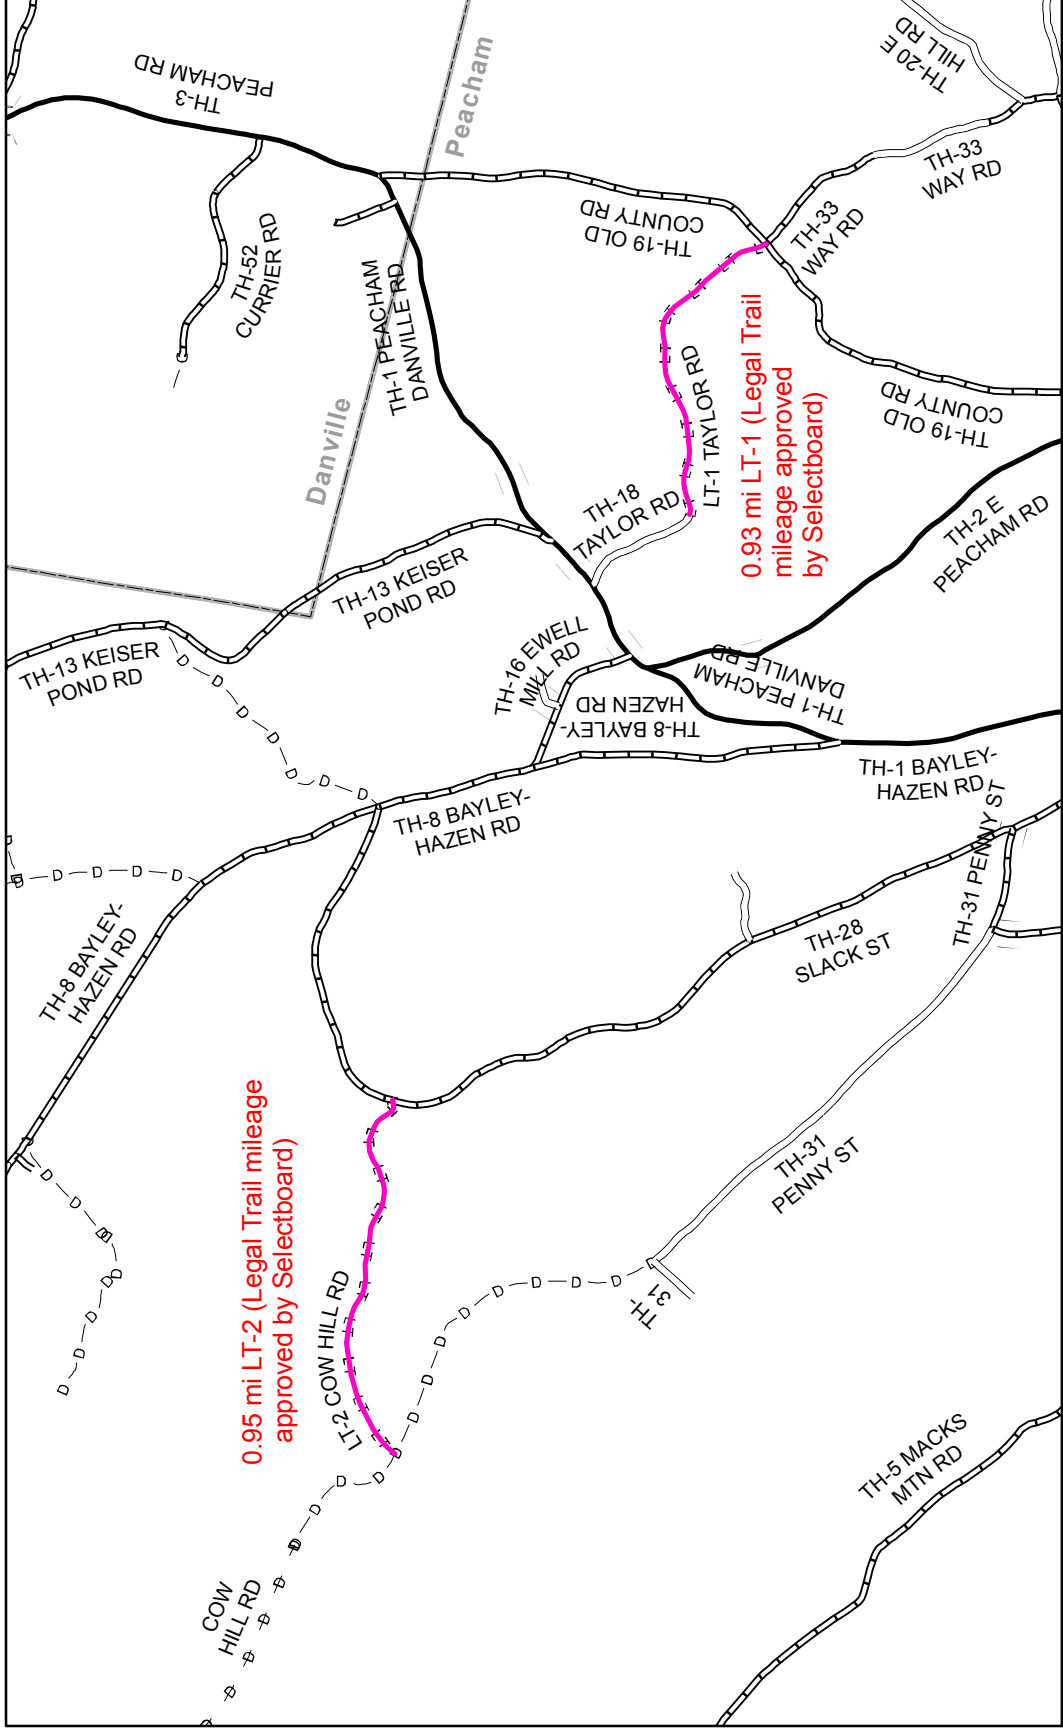 TH-3
PEACHAM RD
Peacham
TH-20 E
HILL RD
TH-33
WAY RD
TH-52
CURRIER RD
TH-19 OLD
COUNTY RD
TH-33
WAY RD
TH-1 PEACHAM
DANVILLE RD
Danville
LT-1 TAYLOR RD
0.93 mi LT-1 (Legal Trail
mileage approved
by Selectboard)
TH-19 OLD
COUNTY RD
TH-18
TAYLOR RD
TH-2 E
PEACHAM RD
TH-13 KEISER
POND RD
TH-13 KEISER
POND RD
TH-16 EWELL
MILL RD
TH-8 BAYLEY-
HAZEN RD
TH-1 PEACHAM
DANVILLE RD
TH-1 BAYLEY-
HAZEN RD
TH-8 BAYLEY-
HAZEN RD
TH-31 PENNY ST
TH-8 BAYLEY-
HAZEN RD
TH-28
SLACK ST
0.95 mi LT-2 (Legal Trail mileage
approved by Selectboard)
TH-31
PENNY ST
LT-2 COW HILL RD
TH-
31
TH-5 MACKS
MTN RD
COW
HILL RD